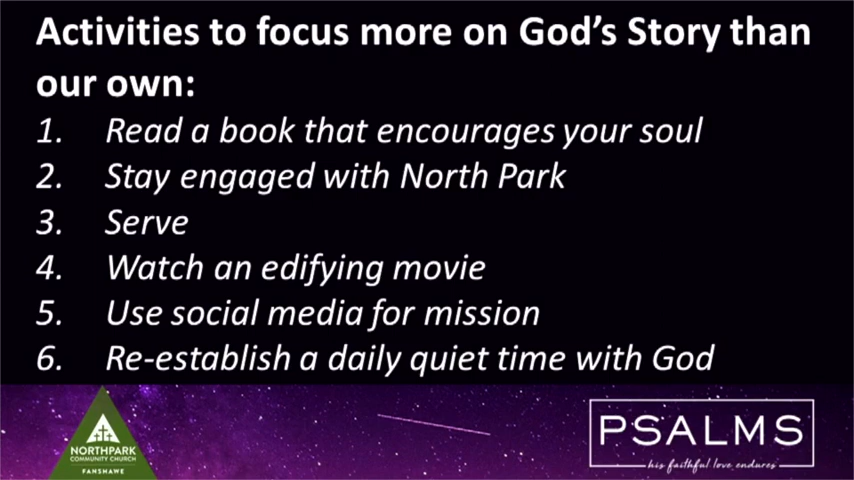 Activities to focus more on God's Story than
our own:
1. Read a book that encourages your soul
2. Stay engaged with North Park
3. Serve
4. Watch an edifying movie
5. Use social media for mission
6. Re-establish a daily quiet time with God
NORTHPARK
COMMUNITY CHURCH
FANSHAWE
PSALMS
his faithful love endures